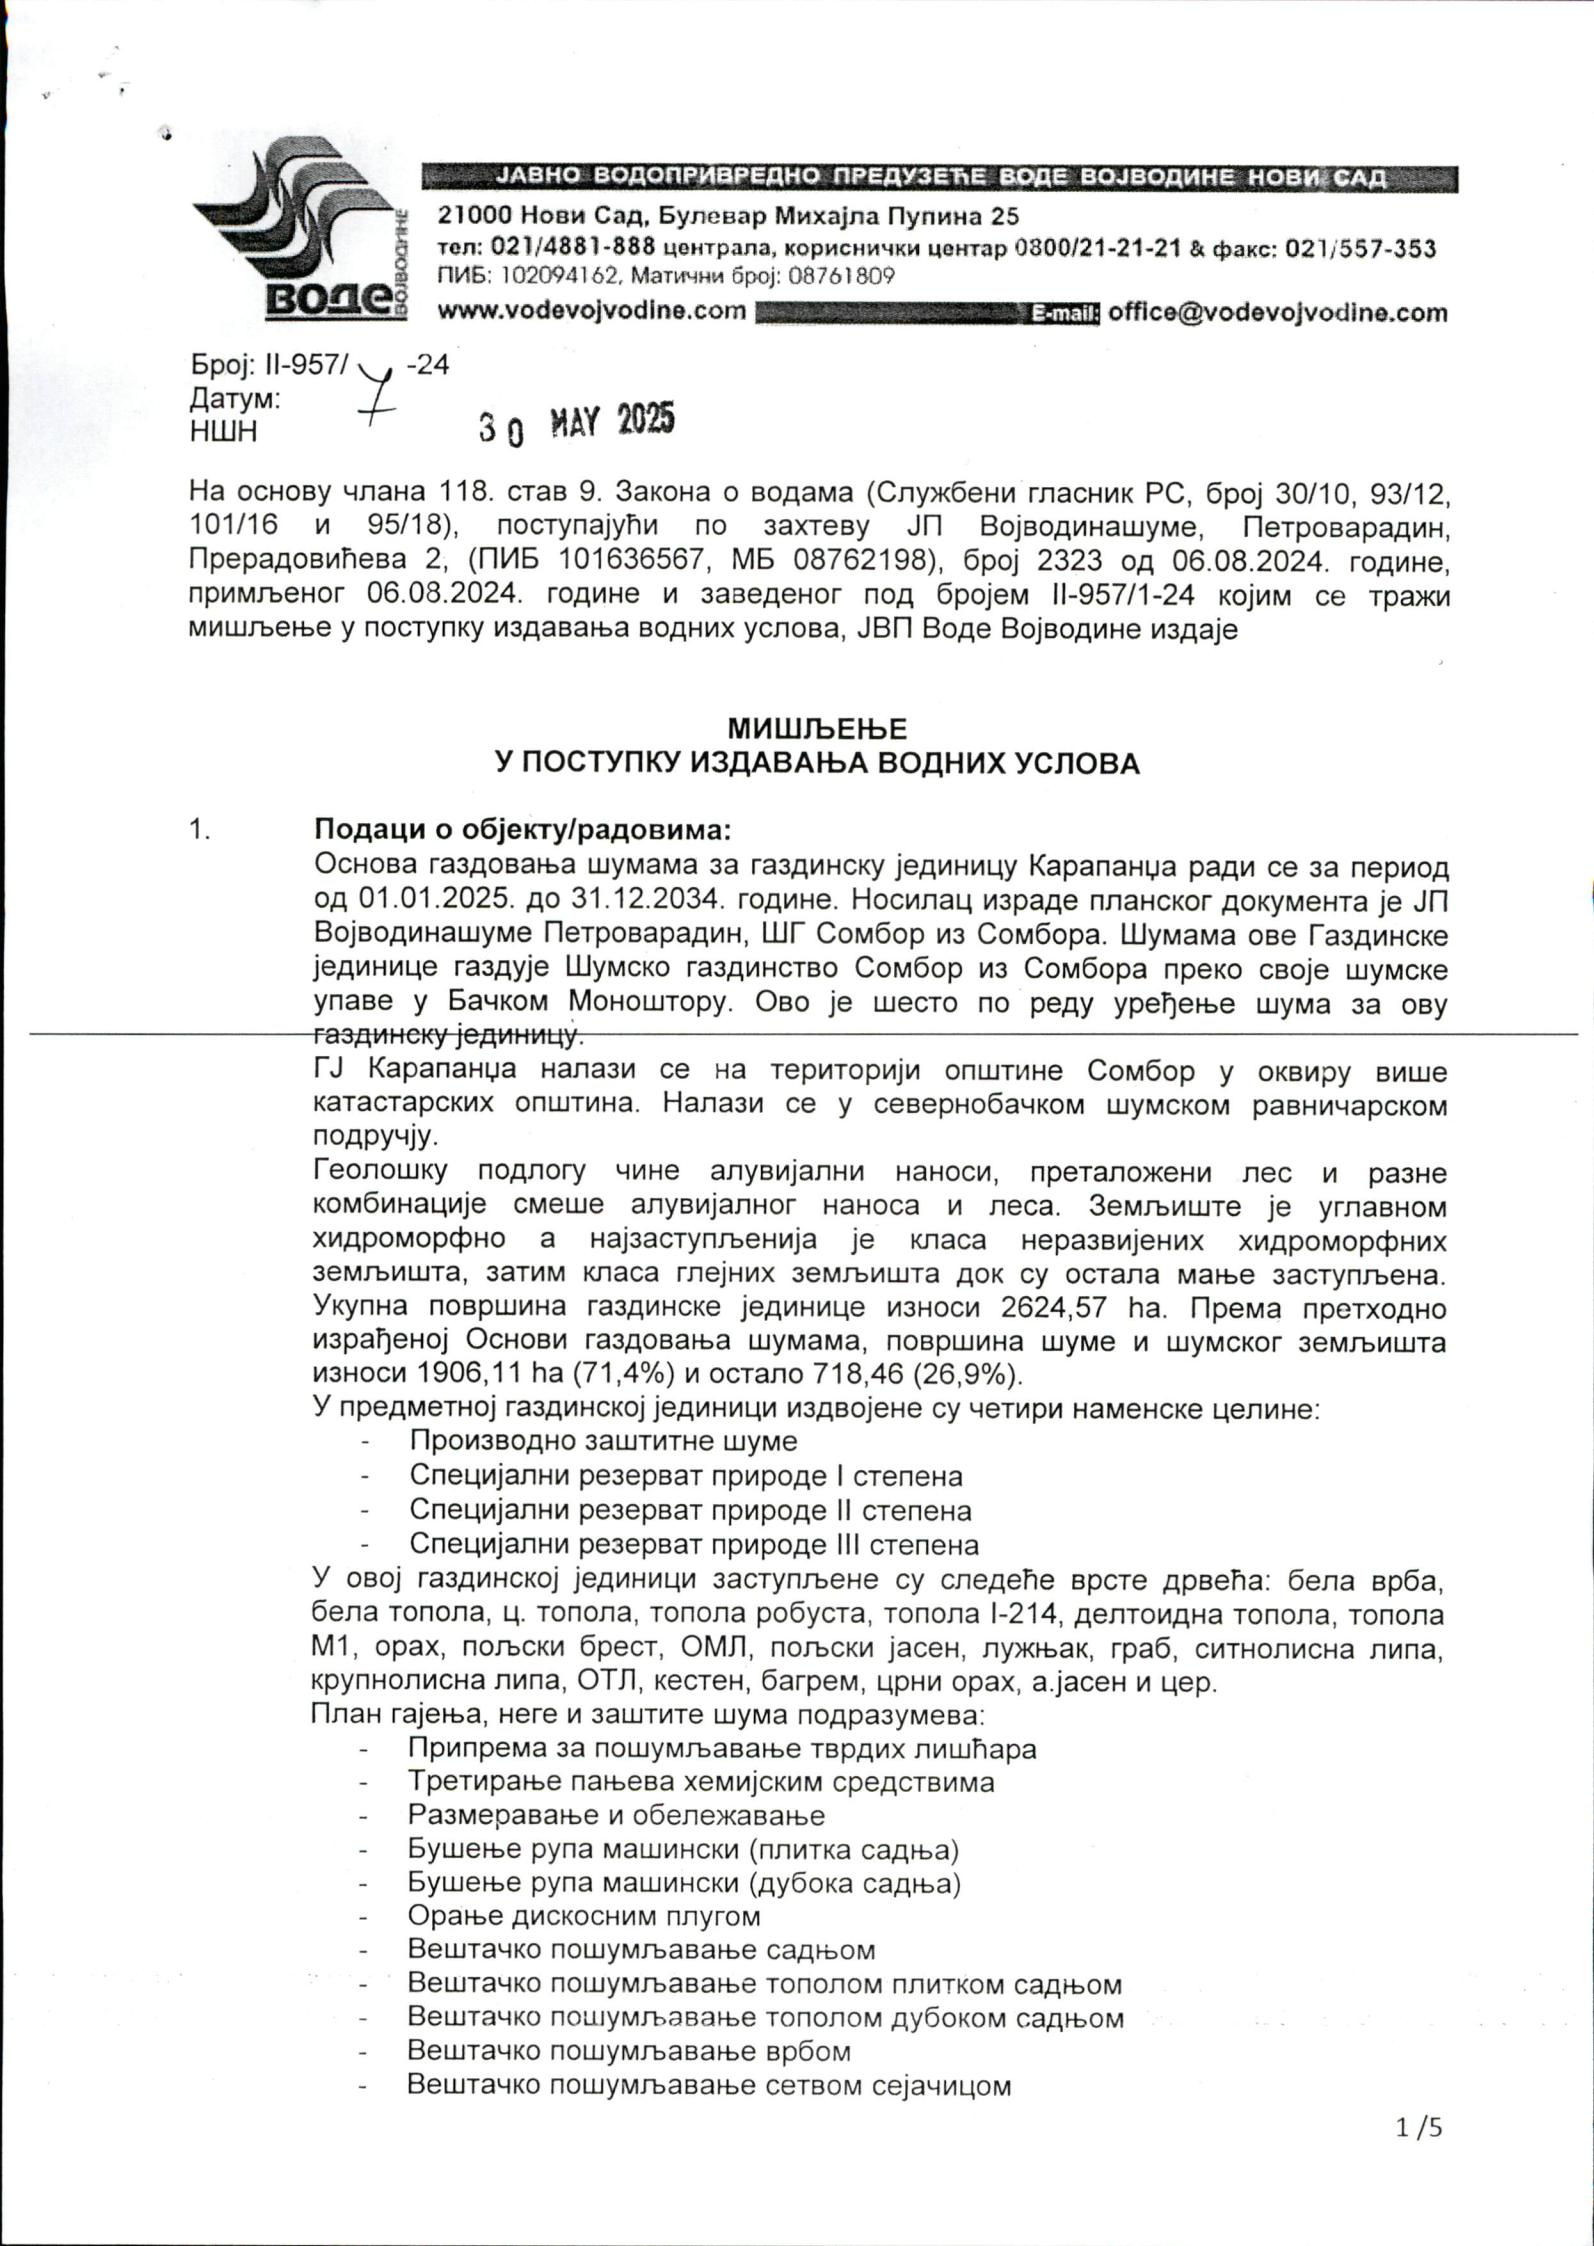 ЈАВНО ВОДОПРИВРЕДНО ПРЕДУЗЕЋЕ ВОДЕ ВОЈВОДИНЕ НОВИ САД
21000 Нови Сад, Булевар Михајла Пупина 25
тел: 021/4881-888 централа, кориснички центар 0800/21-21-21 & факс: 021/557-353
ПИБ: 102094162, Матични број: 08761809
www.vodevojvodine.com E-mail: office@vodevojvodine.com
ВОДЕ
ВОЈВОДИНЕ
Број: II-957/ -24
Датум:
30 MAY 2025
НШН
На основу члана 118. став 9. Закона о водама (Службени гласник РС, број 30/10, 93/12,
101/16 и 95/18), поступајући по захтеву ЈП Војводинашуме, Петроварадин,
Прерадовићева 2, (ПИБ 101636567, МБ 08762198), број 2323 од 06.08.2024. године,
примљеног 06.08.2024. године и заведеног под бројем II-957/1-24 којим се тражи
мишљење у поступку издавања водних услова, ЈВП Воде Војводине издаје
МИШЉЕЊЕ
У ПОСТУПКУ ИЗДАВАЊА ВОДНИХ УСЛОВА
1. Подаци о објекту/радовима:
Основа газдовања шумама за газдинску јединицу Карапанџа ради се за период
од 01.01.2025. до 31.12.2034. године. Носилац израде планског документа је ЈП
Војводинашуме Петроварадин, ШГ Сомбор из Сомбора. Шумама ове Газдинске
јединице газдује Шумско газдинство Сомбор из Сомбора преко своје шумске
упаве у Бачком Моноштору. Ово је шесто по реду уређење шума за ову
газдинску јединицу.
ГЈ Карапанџа налази се на територији општине Сомбор у оквиру више
катастарских општина. Налази се у севернобачком шумском равничарском
подручју.
Геолошку подлогу чине алувијални наноси, преталожени лес и разне
комбинације смеше алувијалног наноса и леса. Земљиште је углавном
хидроморфно а најзаступљенија је класа неразвијених хидроморфних
земљишта, затим класа глејних земљишта док су остала мање заступљена.
Укупна површина газдинске јединице износи 2624,57 ha. Према претходно
израђеној Основи газдовања шумама, површина шуме и шумског земљишта
износи 1906,11 ha (71,4%) и остало 718,46 (26,9%).
У предметној газдинској јединици издвојене су четири наменске целине:
- Производно заштитне шуме
- Специјални резерват природе I степена
- Специјални резерват природе II степена
- Специјални резерват природе III степена
У овој газдинској јединици заступљене су следеће врсте дрвећа: бела врба,
бела топола, ц. топола, топола робуста, топола I-214, делтоидна топола, топола
М1, орах, пољски брест, ОМЛ, пољски јасен, лужњак, граб, ситнолисна липа,
крупнолисна липа, ОТЛ, кестен, багрем, црни орах, а.јасен и цер.
План гајења, неге и заштите шума подразумева:
- Припрема за пошумљавање тврдих лишћара
- Третирање пањева хемијским средствима
- Размеравање и обележавање
- Бушење рупа машински (плитка садња)
- Бушење рупа машински (дубока садња)
- Орање дискосним плугом
- Вештачко пошумљавање садњом
- Вештачко пошумљавање тополом плитком садњом
- Вештачко пошумљавање тополом дубоком садњом
- Вештачко пошумљавање врбом
- Вештачко пошумљавање сетвом сејачицом
1 /5